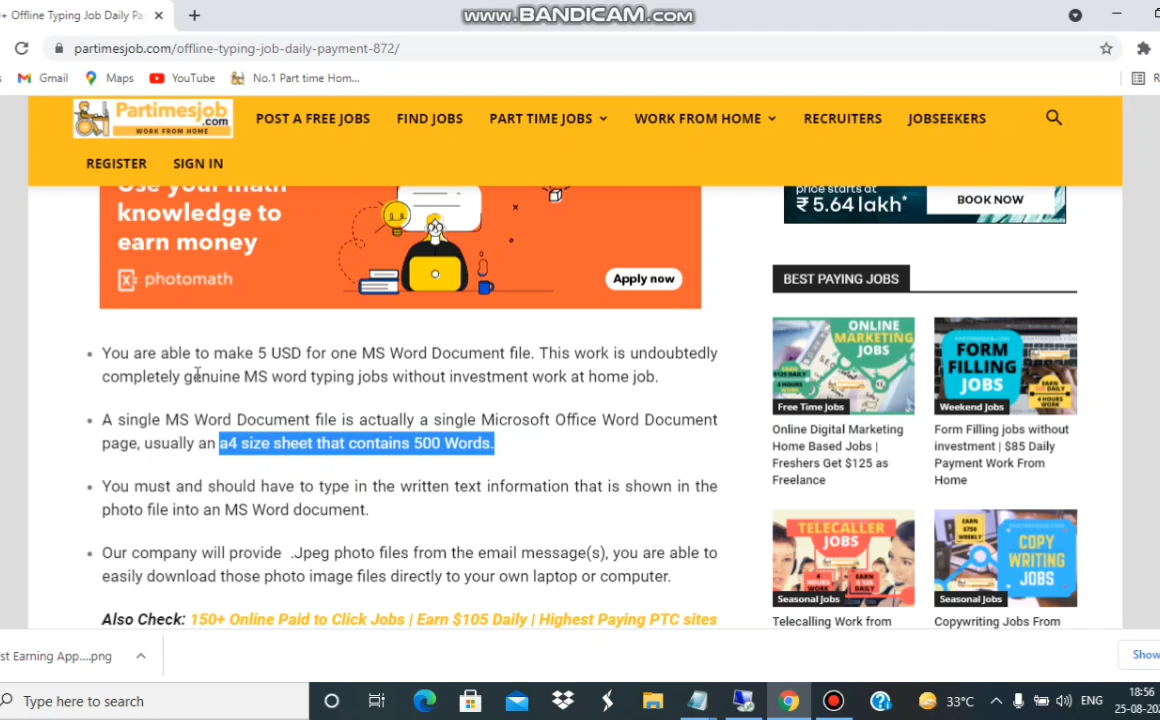 www.BANDICAM.com
+ Offline Typing Job Daily Pa
partimesjob.com/offline-typing-job-daily-payment-872/
Gmail Maps YouTube No.1 Part time Hom...
Partimesjob
.com
WORK FROM HOME
POST A FREE JOBS FIND JOBS PART TIME JOBS WORK FROM HOME RECRUITERS JOBSEEKERS
REGISTER SIGN IN
Use your math
knowledge to
earn money
photomath
Apply now
price starts at
₹ 5.64 lakh*
BOOK NOW
You are able to make 5 USD for one MS Word Document file. This work is undoubtedly
completely genuine MS word typing jobs without investment work at home job.
A single MS Word Document file is actually a single Microsoft Office Word Document
page, usually an a4 size sheet that contains 500 Words.
You must and should have to type in the written text information that is shown in the
photo file into an MS Word document.
Our company will provide .Jpeg photo files from the email message(s), you are able to
easily download those photo image files directly to your own laptop or computer.
Also Check: 150+ Online Paid to Click Jobs | Earn $105 Daily | Highest Paying PTC sites
BEST PAYING JOBS
ONLINE
MARKETING
JOBS
Free Time Jobs
Online Digital Marketing
Home Based Jobs |
Freshers Get $125 as
Freelance
FORM
FILLING
JOBS
Weekend Jobs
Form Filling jobs without
investment | $85 Daily
Payment Work From
Home
TELECALLER
JOBS
Seasonal Jobs
Telecalling Work from
EARN
$750
WEEKLY
COPY
WRITING
JOBS
Seasonal Jobs
Copywriting Jobs From
st Earning App....png
Show
Type here to search
33°C
ENG
18:56
25-08-202